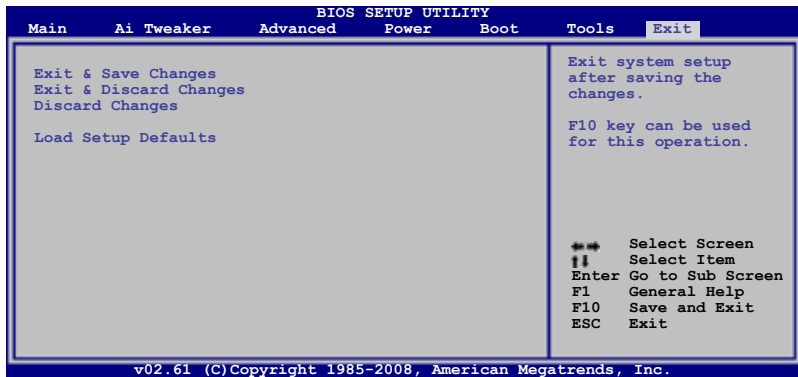 BIOS SETUP UTILITY
Main Ai Tweaker Advanced Power Boot Tools Exit
Exit & Save Changes
Exit & Discard Changes
Discard Changes
Load Setup Defaults
Exit system setup
after saving the
changes.
F10 key can be used
for this operation.
Select Screen
Select Item
Enter Go to Sub Screen
F1 General Help
F10 Save and Exit
ESC Exit
v02.61 (C)Copyright 1985-2008, American Megatrends, Inc.